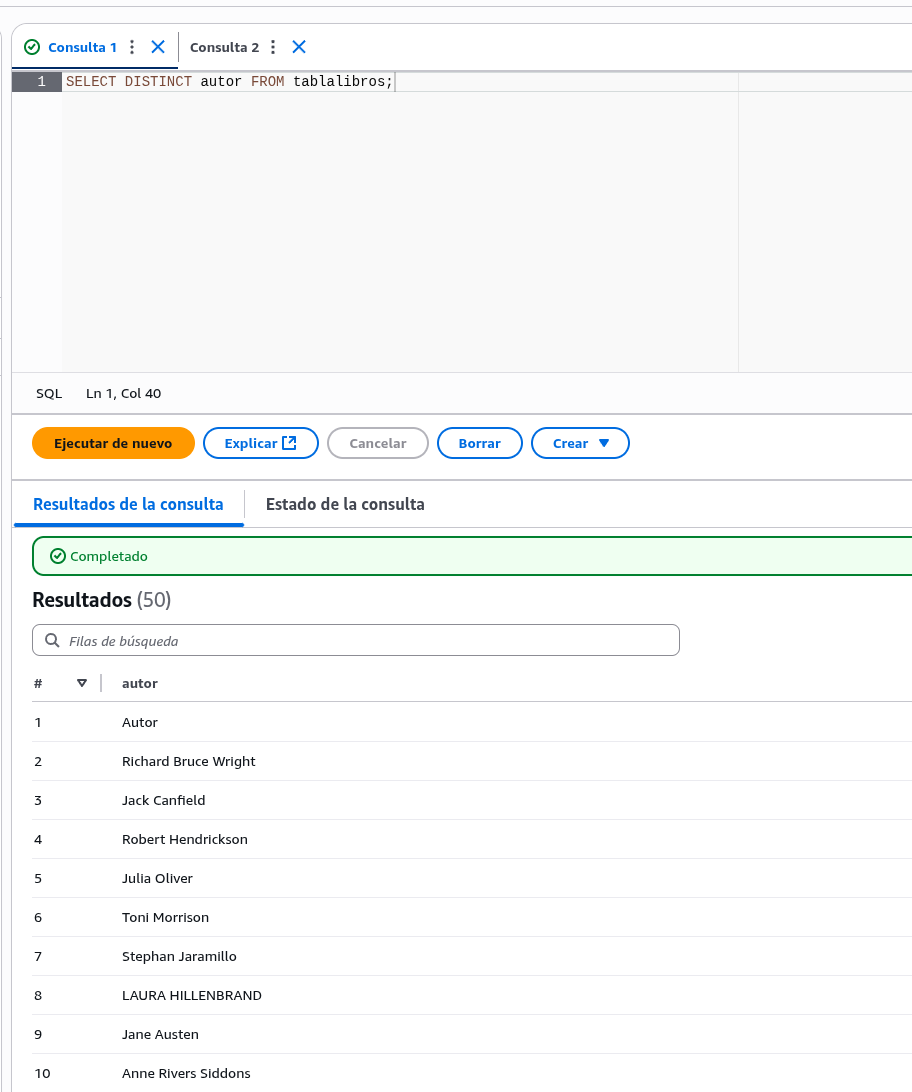 Consulta 1 Consulta 2
1 SELECT DISTINCT autor FROM tablalibros;
SQL Ln 1, Col 40
Ejecutar de nuevo Explicar Cancelar Borrar Crear
Resultados de la consulta Estado de la consulta
Completado
Resultados (50)
Filas de búsqueda
# autor
1 Autor
2 Richard Bruce Wright
3 Jack Canfield
4 Robert Hendrickson
5 Julia Oliver
6 Toni Morrison
7 Stephan Jaramillo
8 LAURA HILLENBRAND
9 Jane Austen
10 Anne Rivers Siddons